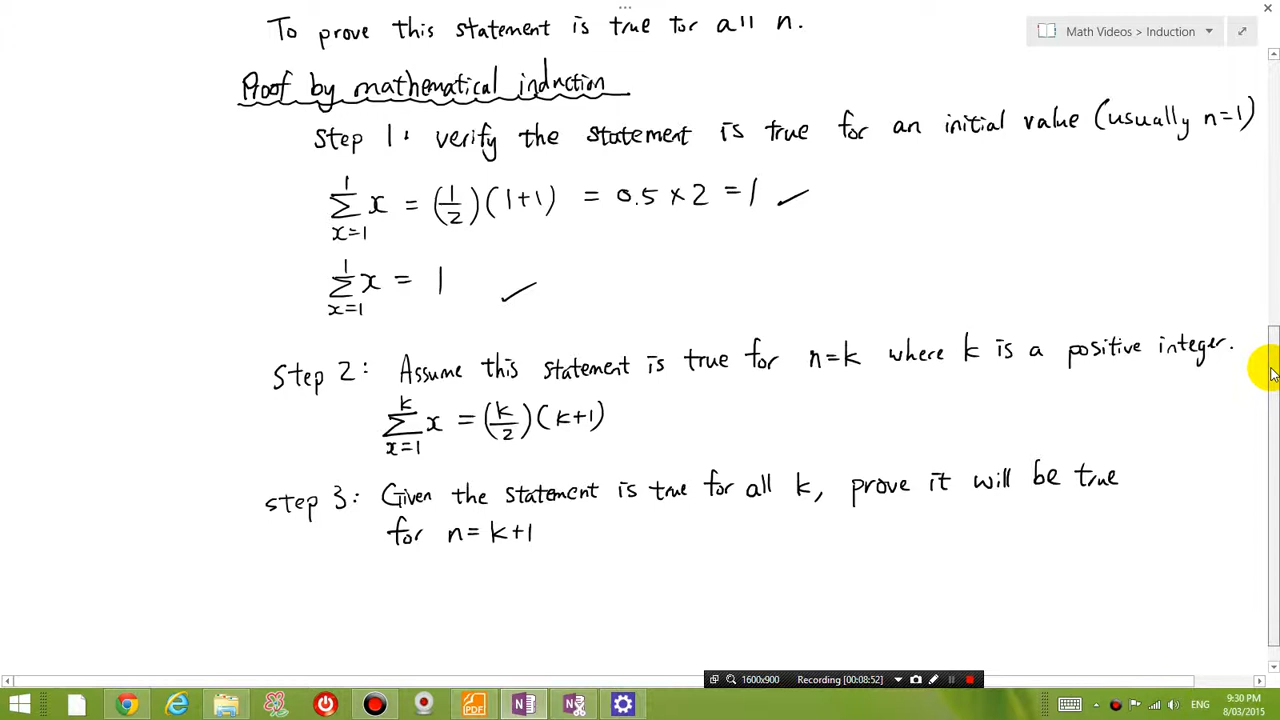 To prove this statement is true for all n.
Math Videos > Induction
Proof by mathematical induction
Step 1: verify the statement is true for an initial value (usually n=1)
1
∑ x = (1/2)(1+1) = 0.5 × 2 = 1 ✓
x=1
1
∑ x = 1 ✓
x=1
Step 2: Assume this statement is true for n=k where k is a positive integer.
k
∑ x = (k/2)(k+1)
x=1
step 3: Given the statement is true for all k, prove it will be true
for n= k+1
1600x900 Recording [00:08:52]
PDF
ENG
9:30 PM
8/03/2015